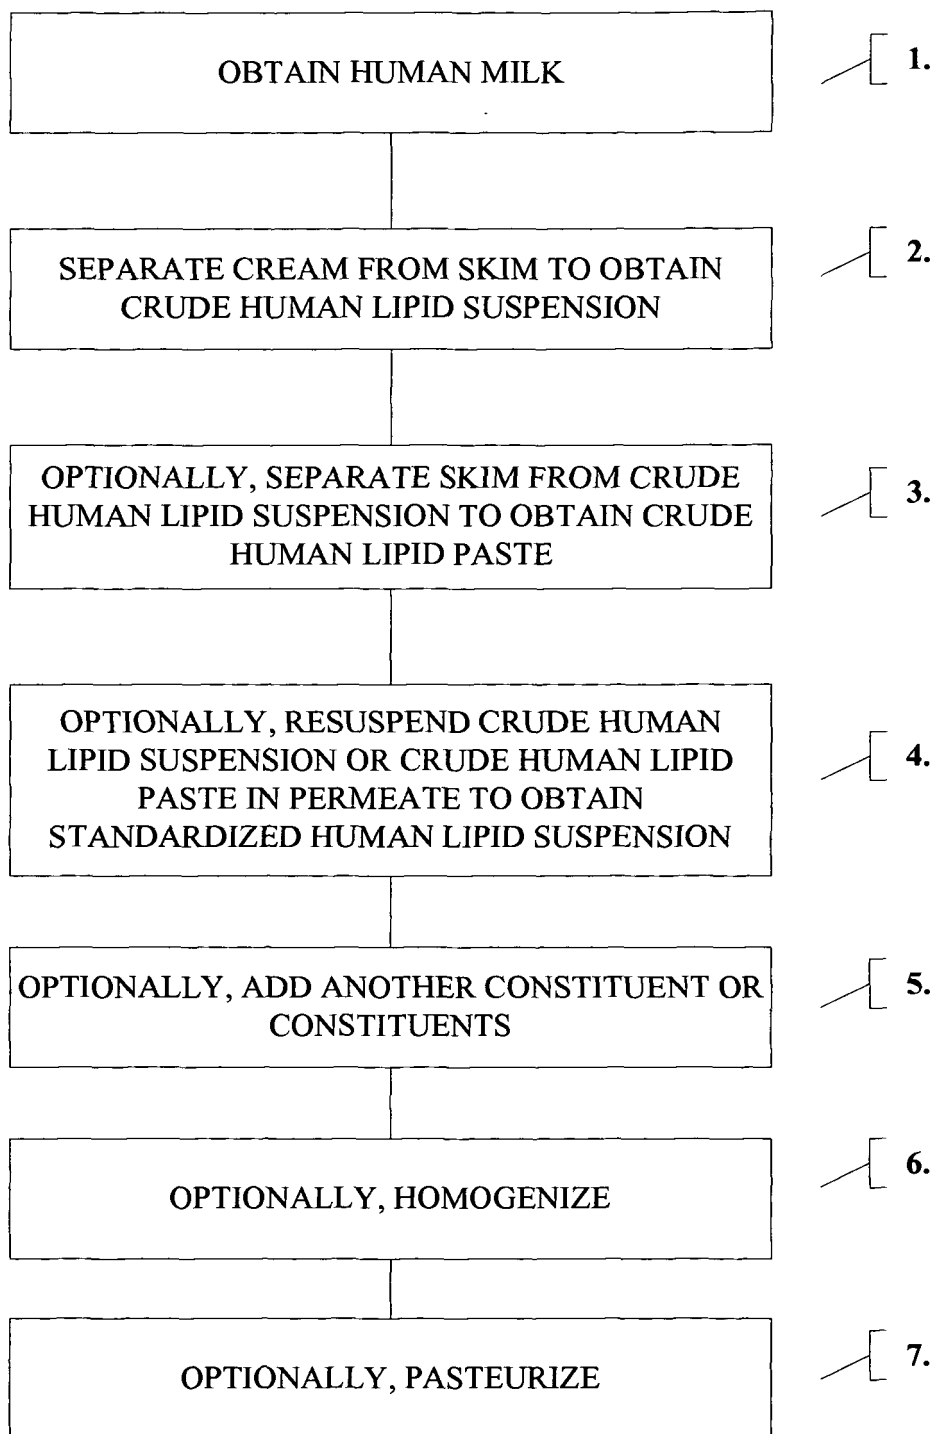 OBTAIN HUMAN MILK
1.
SEPARATE CREAM FROM SKIM TO OBTAIN
CRUDE HUMAN LIPID SUSPENSION
2.
OPTIONALLY, SEPARATE SKIM FROM CRUDE
HUMAN LIPID SUSPENSION TO OBTAIN CRUDE
HUMAN LIPID PASTE
3.
OPTIONALLY, RESUSPEND CRUDE HUMAN
LIPID SUSPENSION OR CRUDE HUMAN LIPID
PASTE IN PERMEATE TO OBTAIN
STANDARDIZED HUMAN LIPID SUSPENSION
4.
OPTIONALLY, ADD ANOTHER CONSTITUENT OR
CONSTITUENTS
5.
OPTIONALLY, HOMOGENIZE
6.
OPTIONALLY, PASTEURIZE
7.